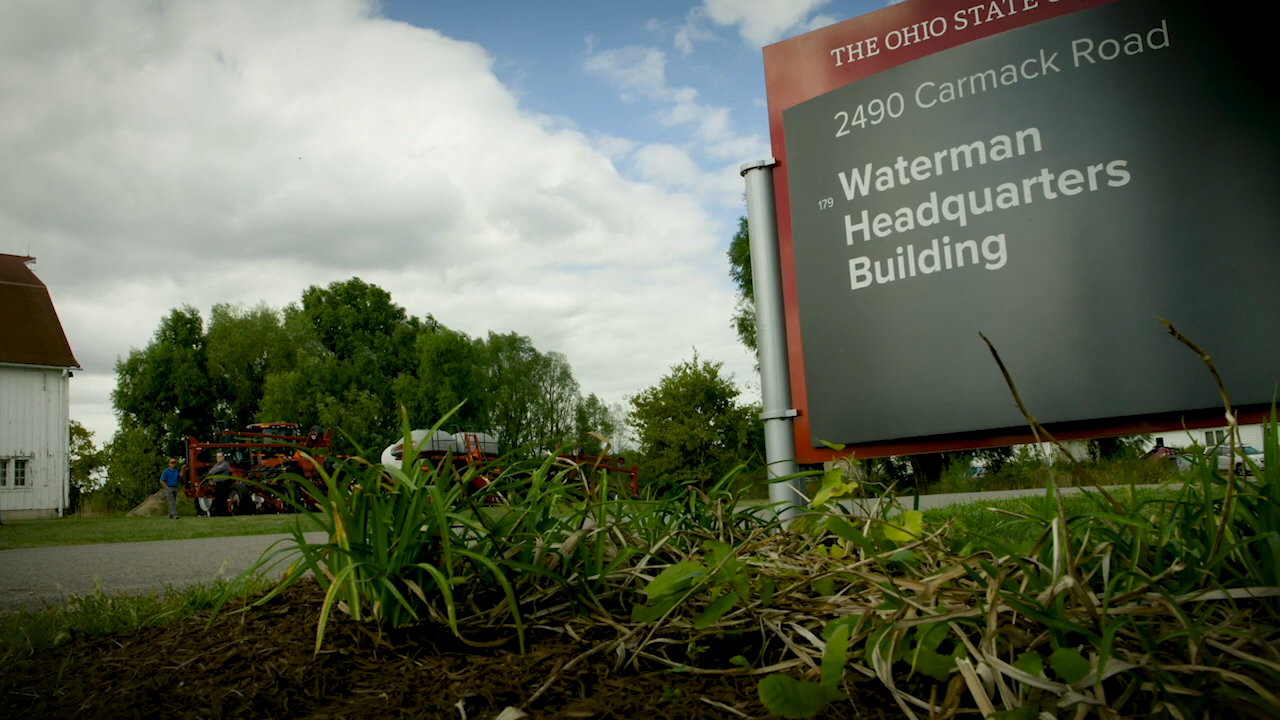 THE OHIO STATE
2490 Carmack Road
Waterman
179 Headquarters
Building